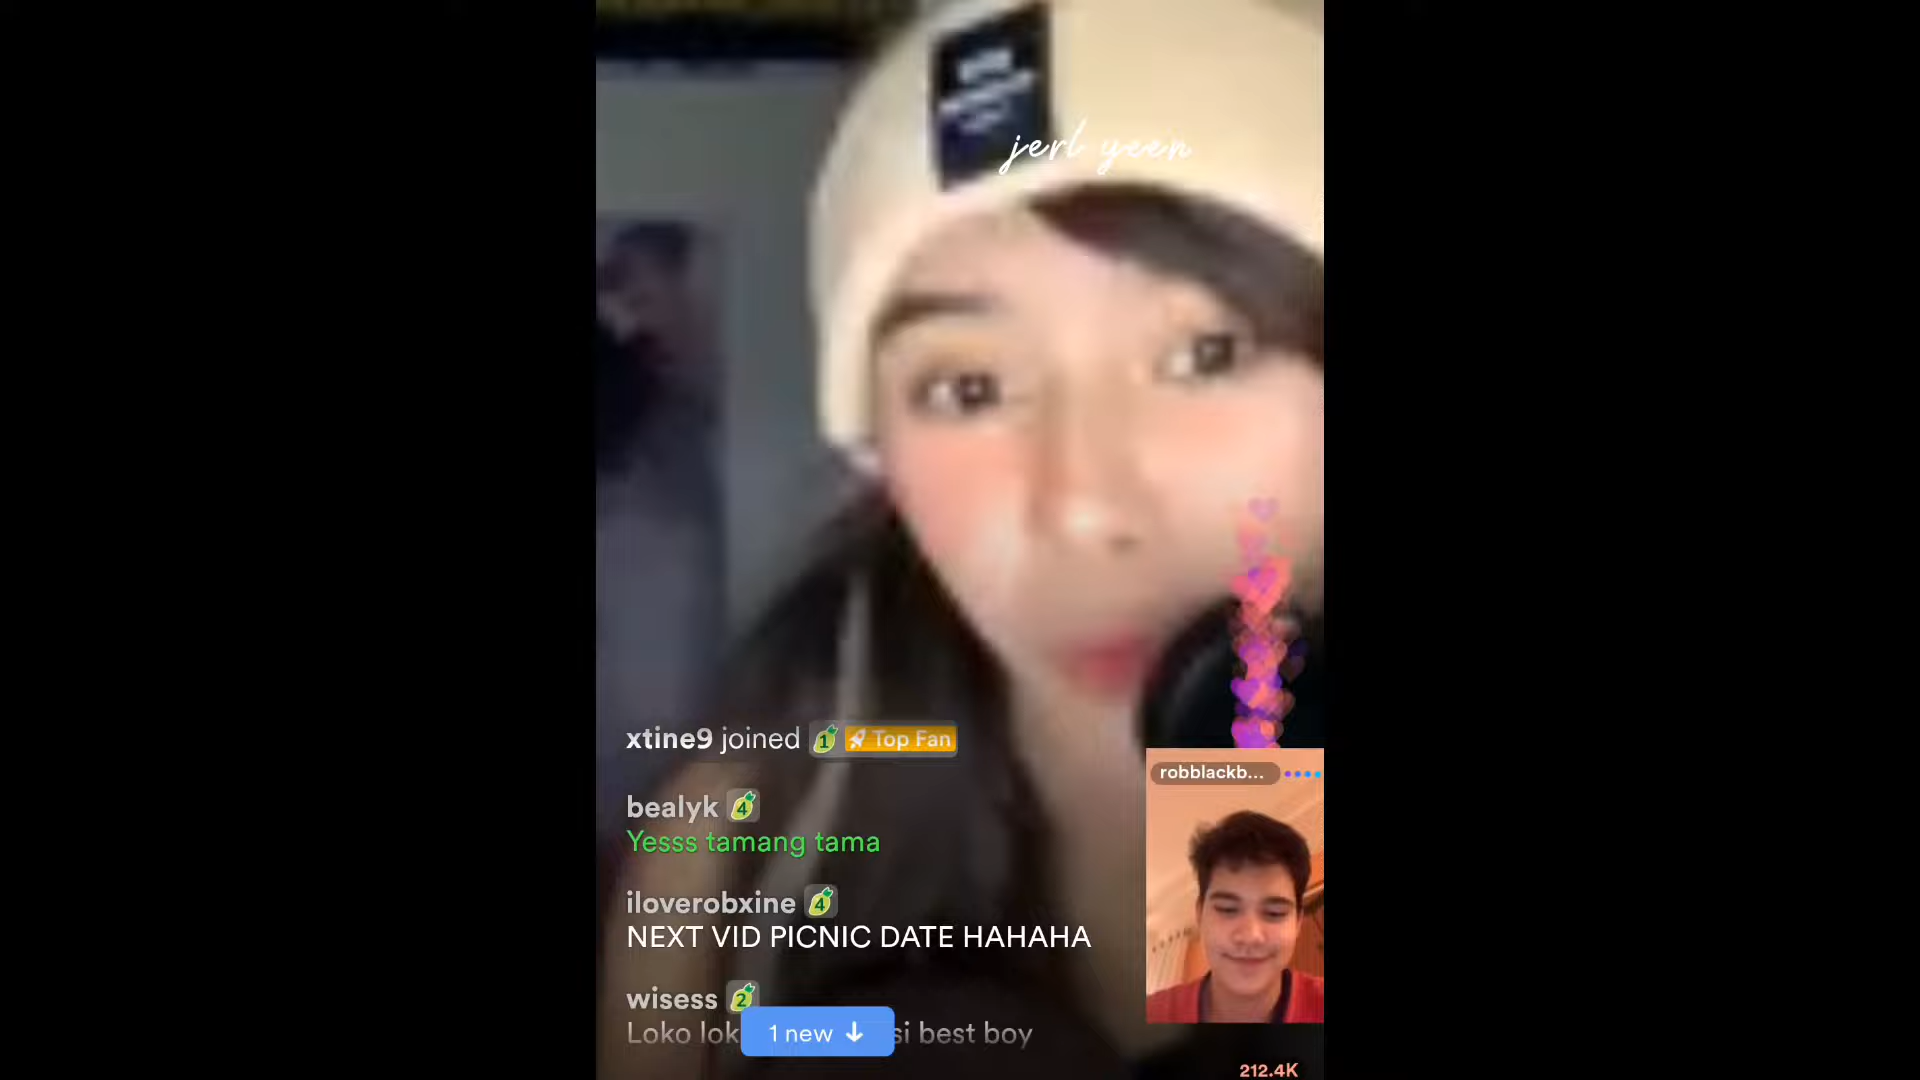 jerl yeen
xtine9 joined 1 Top Fan
robblackb...
bealyk 4
Yesss tamang tama
iloverobxine 4
NEXT VID PICNIC DATE HAHAHA
wisess 2
Loko si best boy
1 new
212.4K